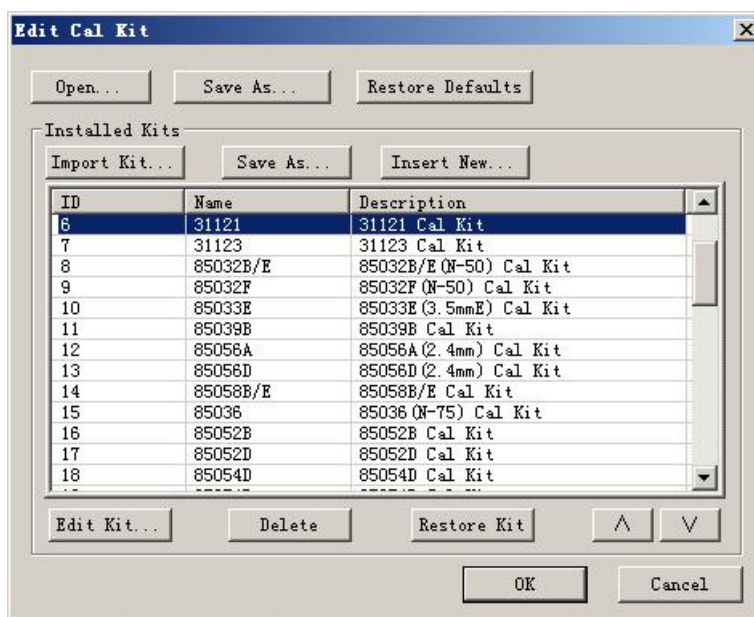 Edit Cal Kit
Open... Save As... Restore Defaults
Installed Kits
Import Kit... Save As... Insert New...
ID Name Description
6 31121 31121 Cal Kit
7 31123 31123 Cal Kit
8 85032B/E 85032B/E(N-50) Cal Kit
9 85032F 85032F(N-50) Cal Kit
10 85033E 85033E(3.5mmE) Cal Kit
11 85039B 85039B Cal Kit
12 85056A 85056A(2.4mm) Cal Kit
13 85056D 85056D(2.4mm) Cal Kit
14 85058B/E 85058B/E Cal Kit
15 85036 85036(N-75) Cal Kit
16 85052B 85052B Cal Kit
17 85052D 85052D Cal Kit
18 85054D 85054D Cal Kit
Edit Kit... Delete Restore Kit
OK Cancel